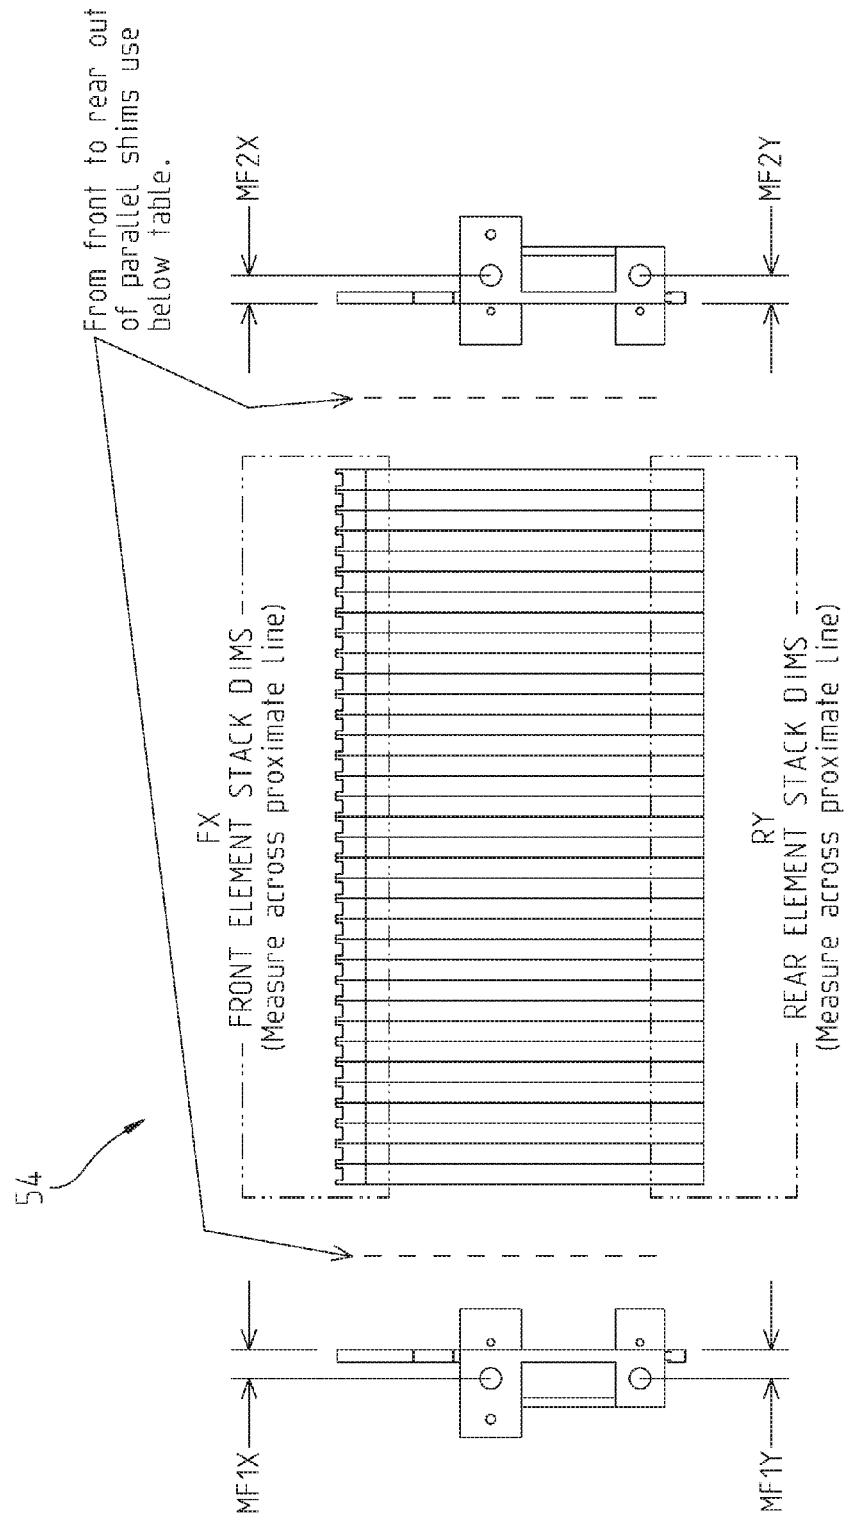 54
From front to rear out
of parallel shims use
below table.
FX
FRONT ELEMENT STACK DIMS
(Measure across proximate line)
MF1X
MF2X
RY
REAR ELEMENT STACK DIMS
(Measure across proximate line)
MF1Y
MF2Y